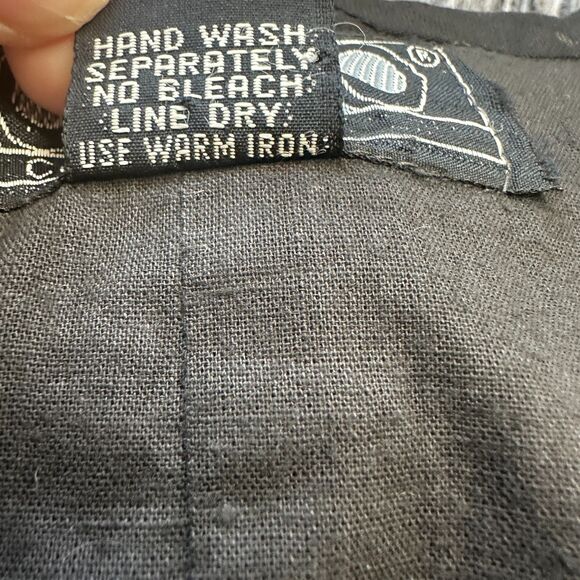 HAND WASH
SEPARATELY
NO BLEACH
LINE DRY
USE WARM IRON
®
C